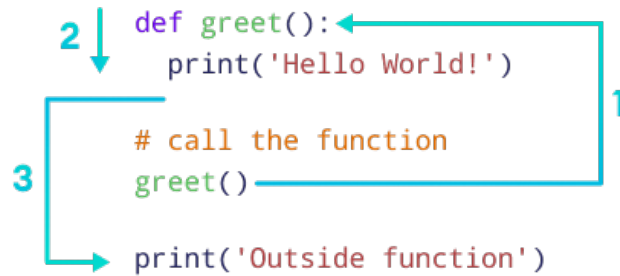 2 def greet():
print('Hello World!')
1
# call the function
3 greet()
print('Outside function')